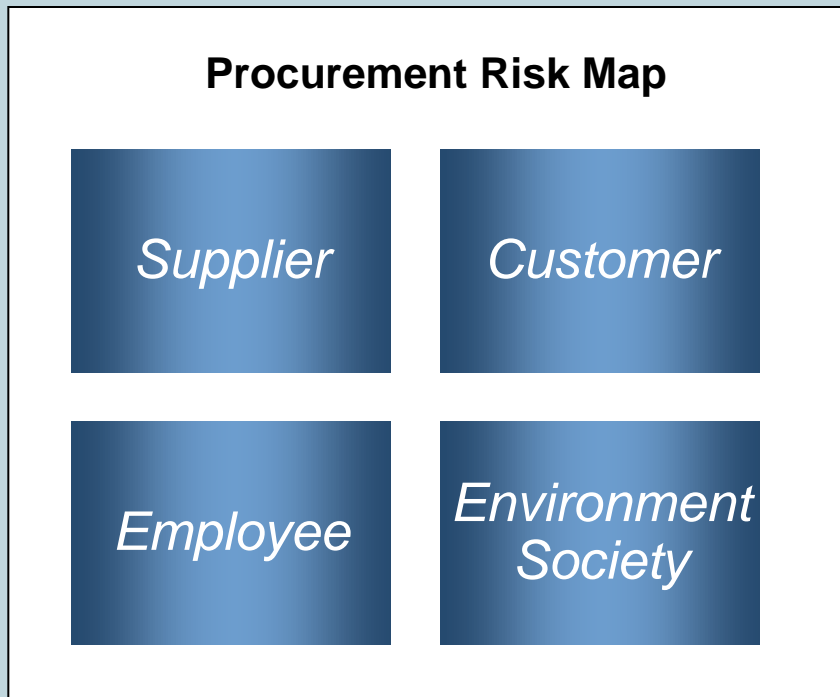 Procurement Risk Map
Supplier
Customer
Employee
Environment
Society